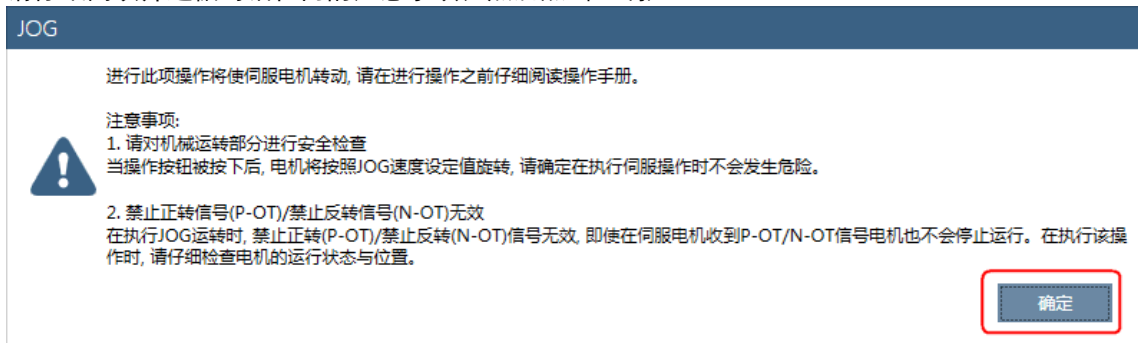 JOG
进行此项操作将使伺服电机转动, 请在进行操作之前仔细阅读操作手册。
注意事项:
1. 请对机械运转部分进行安全检查
当操作按钮被按下后, 电机将按照JOG速度设定值旋转, 请确定在执行伺服操作时不会发生危险。
2. 禁止正转信号(P-OT)/禁止反转信号(N-OT)无效
在执行JOG运转时, 禁止正转(P-OT)/禁止反转(N-OT)信号无效, 即使在伺服电机收到P-OT/N-OT信号电机也不会停止运行。在执行该操
作时, 请仔细检查电机的运行状态与位置。
确定